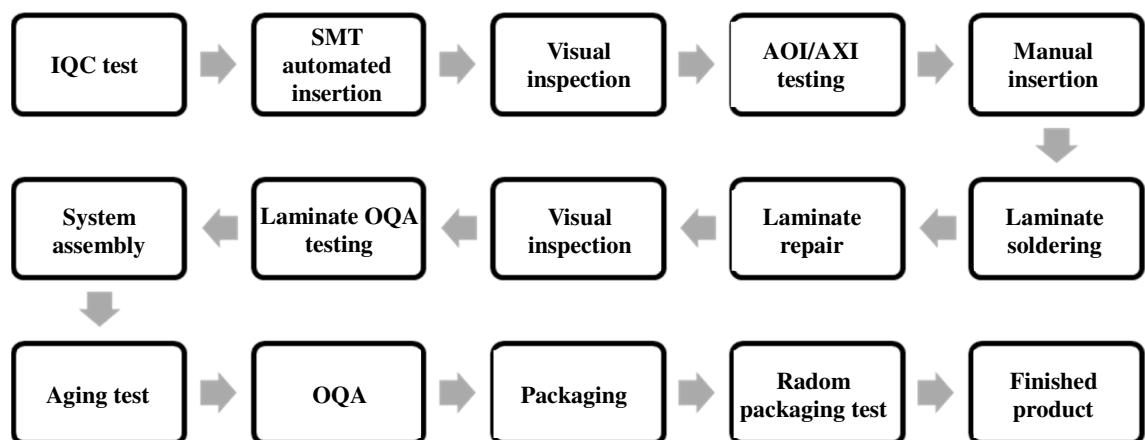 IQC test
SMT
automated
insertion
Visual
inspection
AOI/AXI
testing
Manual
insertion
Laminate
soldering
Laminate
repair
Visual
inspection
Laminate OQA
testing
System
assembly
Aging test
OQA
Packaging
Radom
packaging test
Finished
product